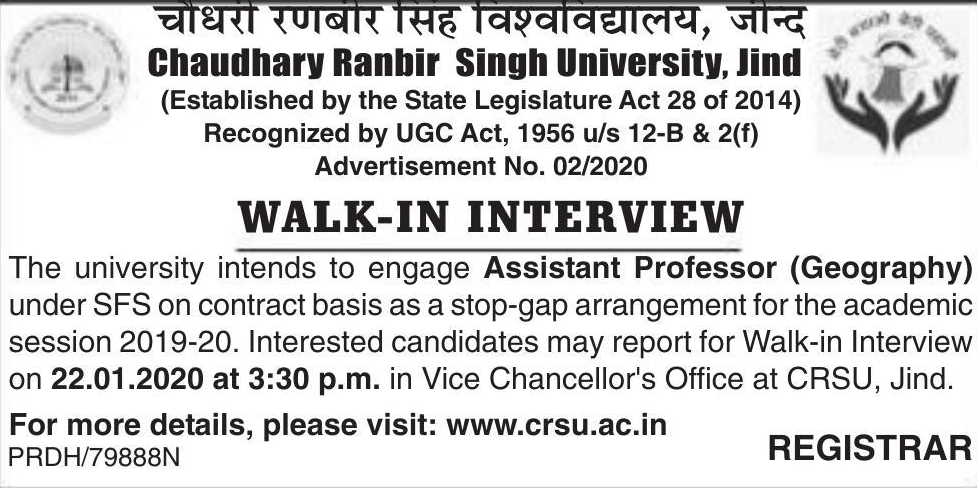 चौधरी रणबीर सिंह विश्वविद्यालय, जीन्द
Chaudhary Ranbir Singh University, Jind
(Established by the State Legislature Act 28 of 2014)
Recognized by UGC Act, 1956 u/s 12-B & 2(f)
Advertisement No. 02/2020
WALK-IN INTERVIEW
The university intends to engage Assistant Professor (Geography)
under SFS on contract basis as a stop-gap arrangement for the academic
session 2019-20. Interested candidates may report for Walk-in Interview
on 22.01.2020 at 3:30 p.m. in Vice Chancellor's Office at CRSU, Jind.
For more details, please visit: www.crsu.ac.in
PRDH/79888N
REGISTRAR